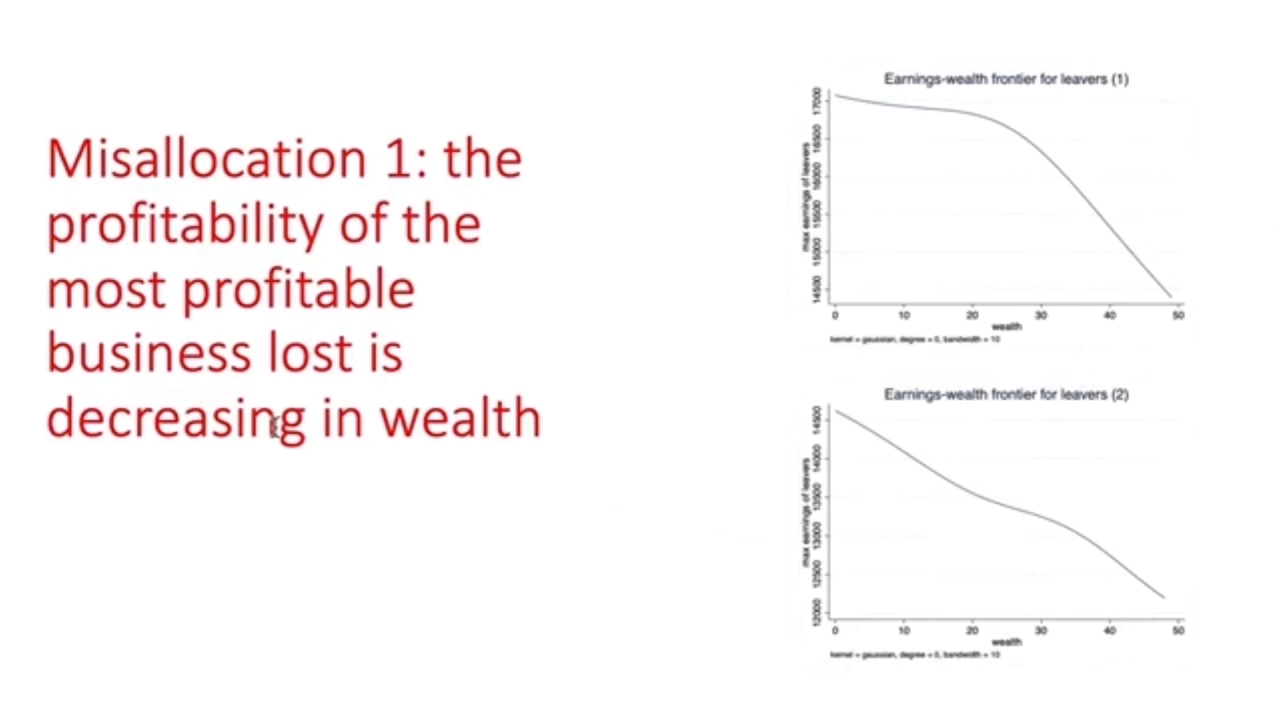 Misallocation 1: the
profitability of the
most profitable
business lost is
decreasing in wealth
Earnings-wealth frontier for leavers (1)
max earnings of leavers
17000
16500
16000
15500
15000
14500
0 10 20 30 40 50
wealth
kernel = gaussian, degree = 0, bandwidth = 10
Earnings-wealth frontier for leavers (2)
max earnings of leavers
14500
14000
13500
13000
12500
12000
0 10 20 30 40 50
wealth
kernel = gaussian, degree = 0, bandwidth = 10